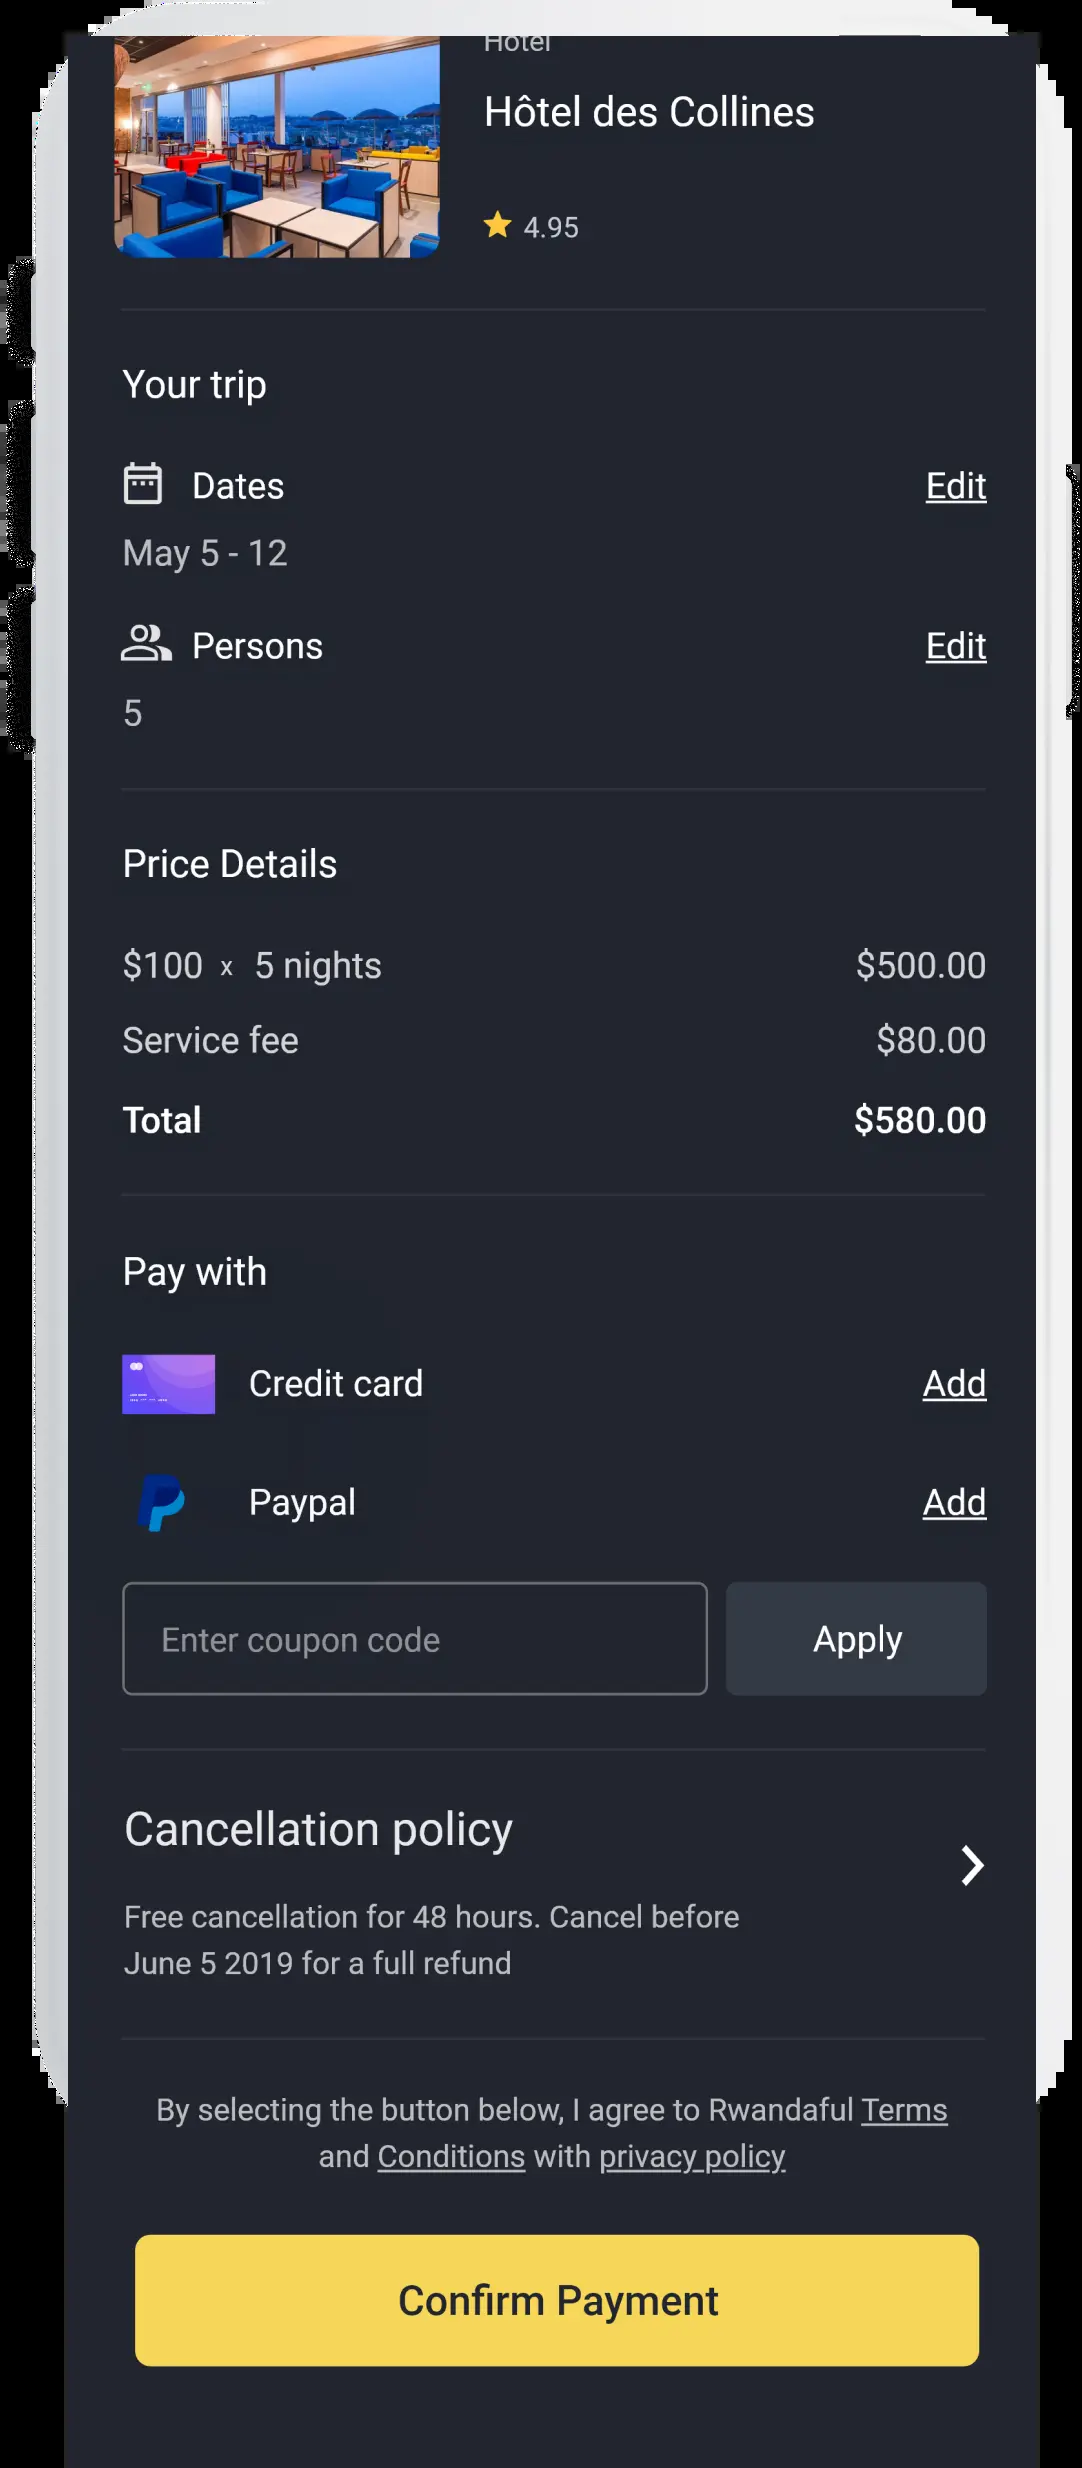 Hotel
Hôtel des Collines
4.95
Your trip
Dates Edit
May 5 - 12
Persons Edit
5
Price Details
$100 x 5 nights $500.00
Service fee $80.00
Total $580.00
Pay with
Credit card Add
Paypal Add
Enter coupon code Apply
Cancellation policy
Free cancellation for 48 hours. Cancel before
June 5 2019 for a full refund
By selecting the button below, I agree to Rwandaful Terms
and Conditions with privacy policy
Confirm Payment